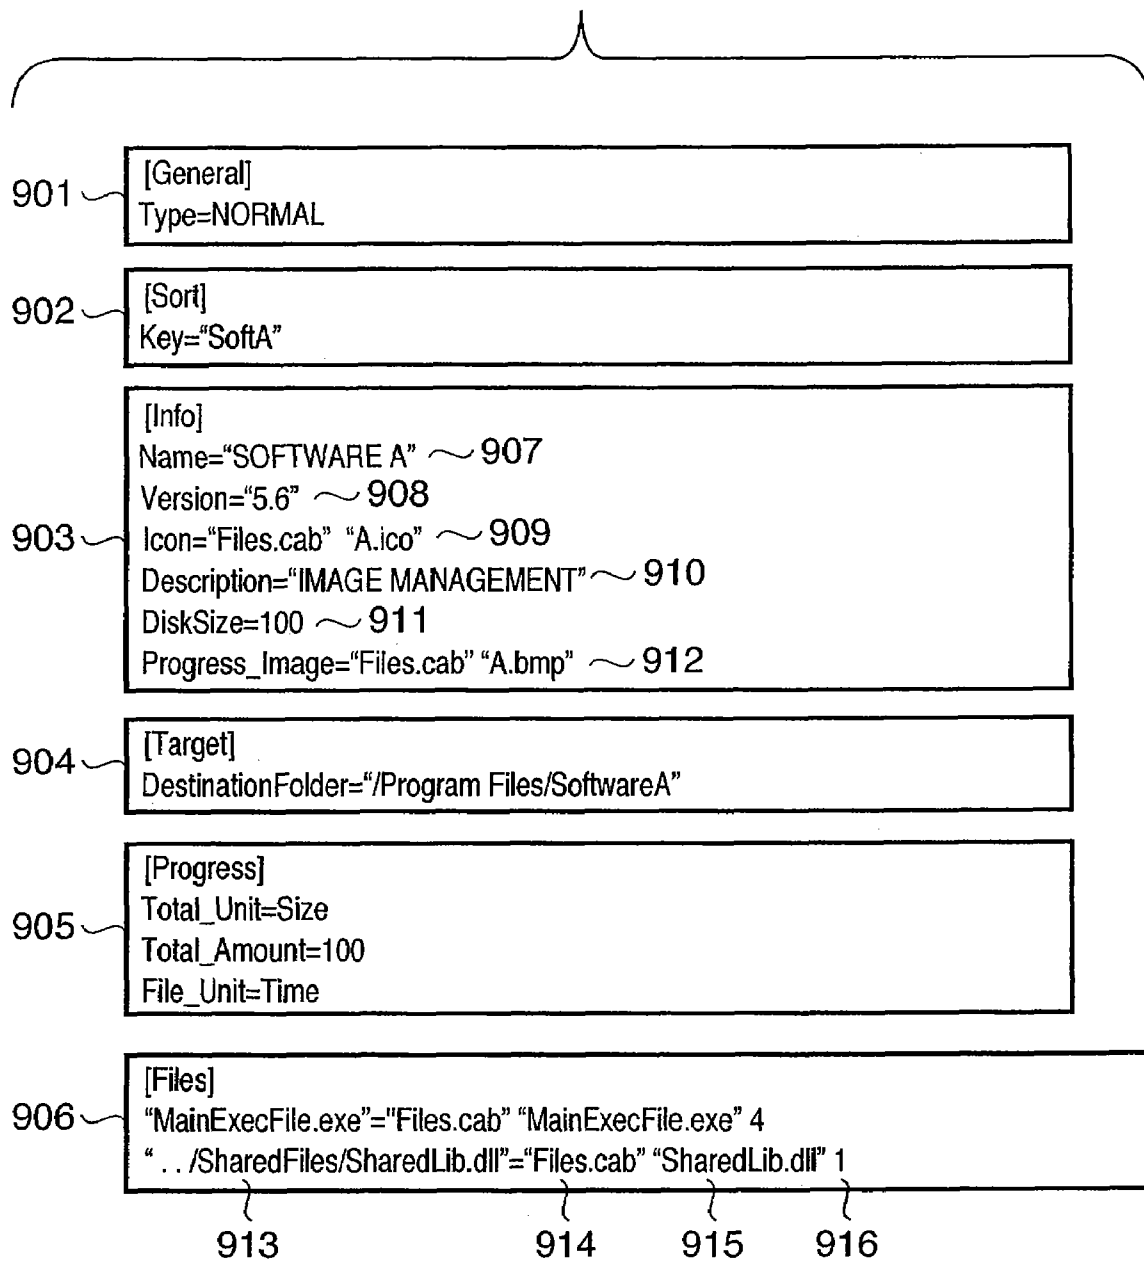 901
[General]
Type=NORMAL
902
[Sort]
Key=“SoftA”
903
[Info]
Name=“SOFTWARE A” 907
Version=“5.6” 908
Icon=“Files.cab” “A.ico” 909
Description=“IMAGE MANAGEMENT” 910
DiskSize=100 911
Progress_Image=“Files.cab” “A.bmp” 912
904
[Target]
DestinationFolder=“/Program Files/SoftwareA”
905
[Progress]
Total_Unit=Size
Total_Amount=100
File_Unit=Time
906
[Files]
“MainExecFile.exe”="Files.cab” “MainExecFile.exe” 4
“ . . /SharedFiles/SharedLib.dll”=“Files.cab” “SharedLib.dll” 1
913 914 915 916